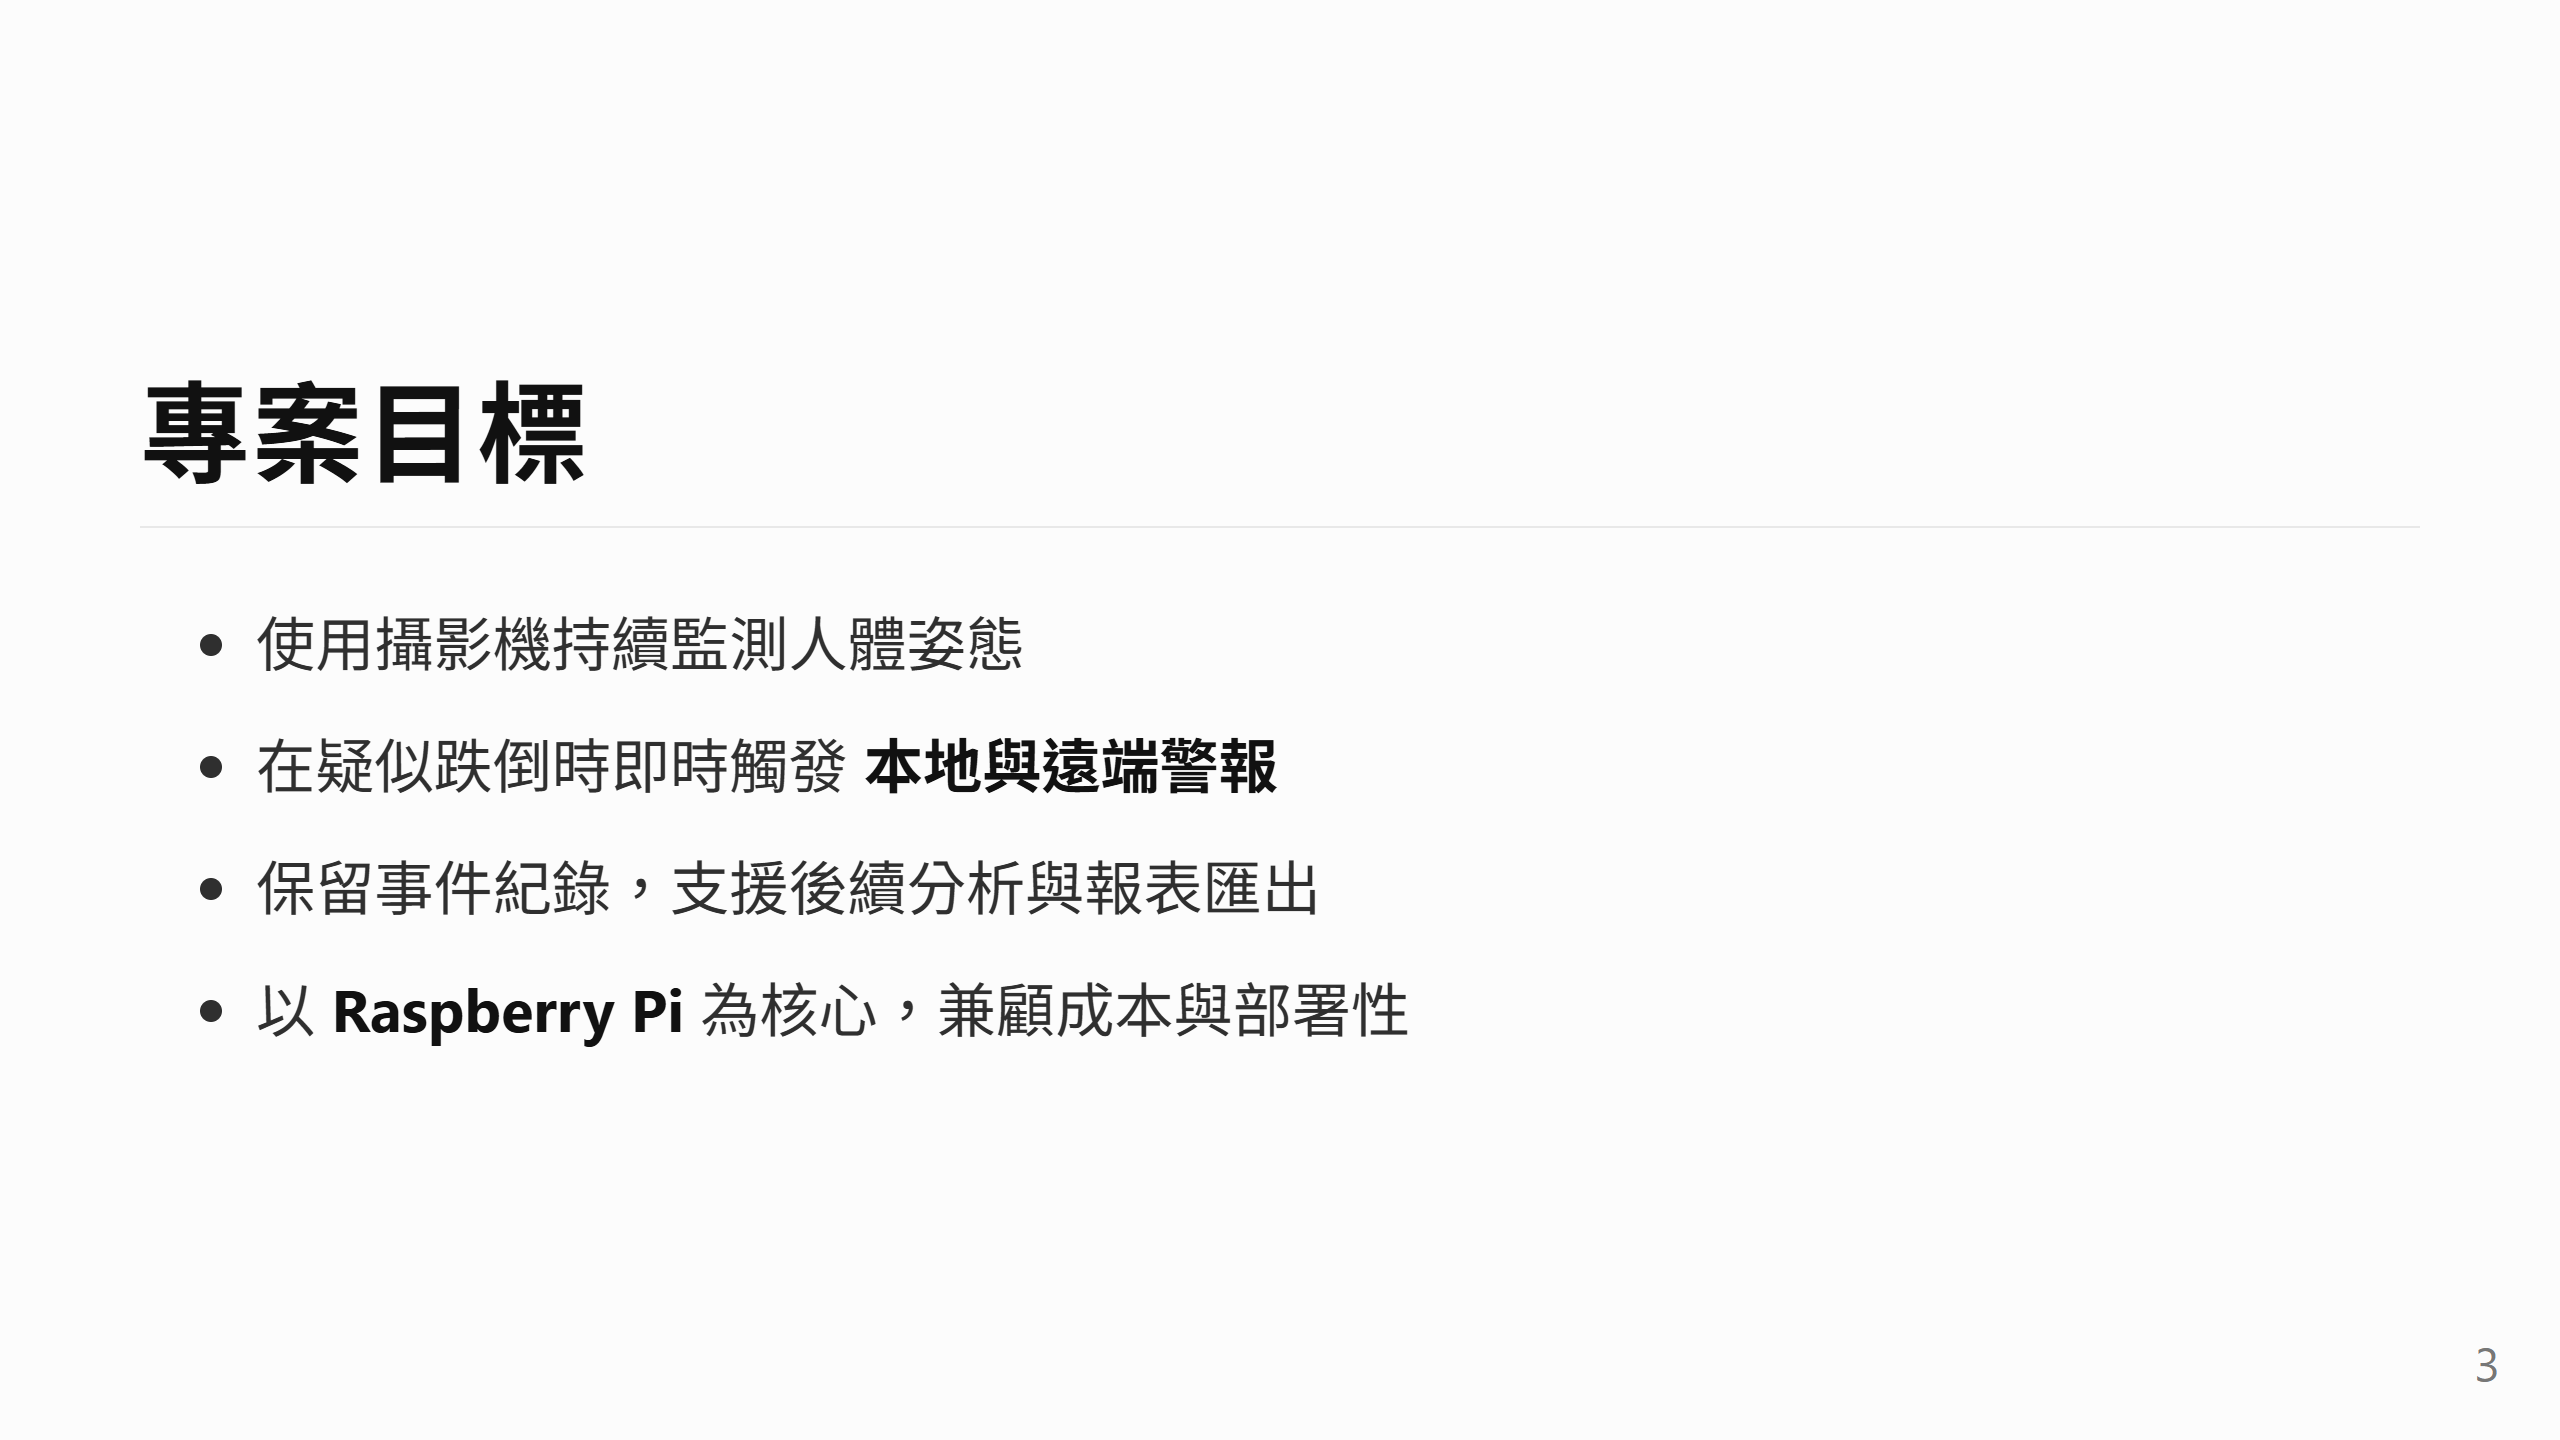 專案目標
• 使用攝影機持續監測人體姿態
• 在疑似跌倒時即時觸發 本地與遠端警報
• 保留事件紀錄，支援後續分析與報表匯出
• 以 Raspberry Pi 為核心，兼顧成本與部署性
3